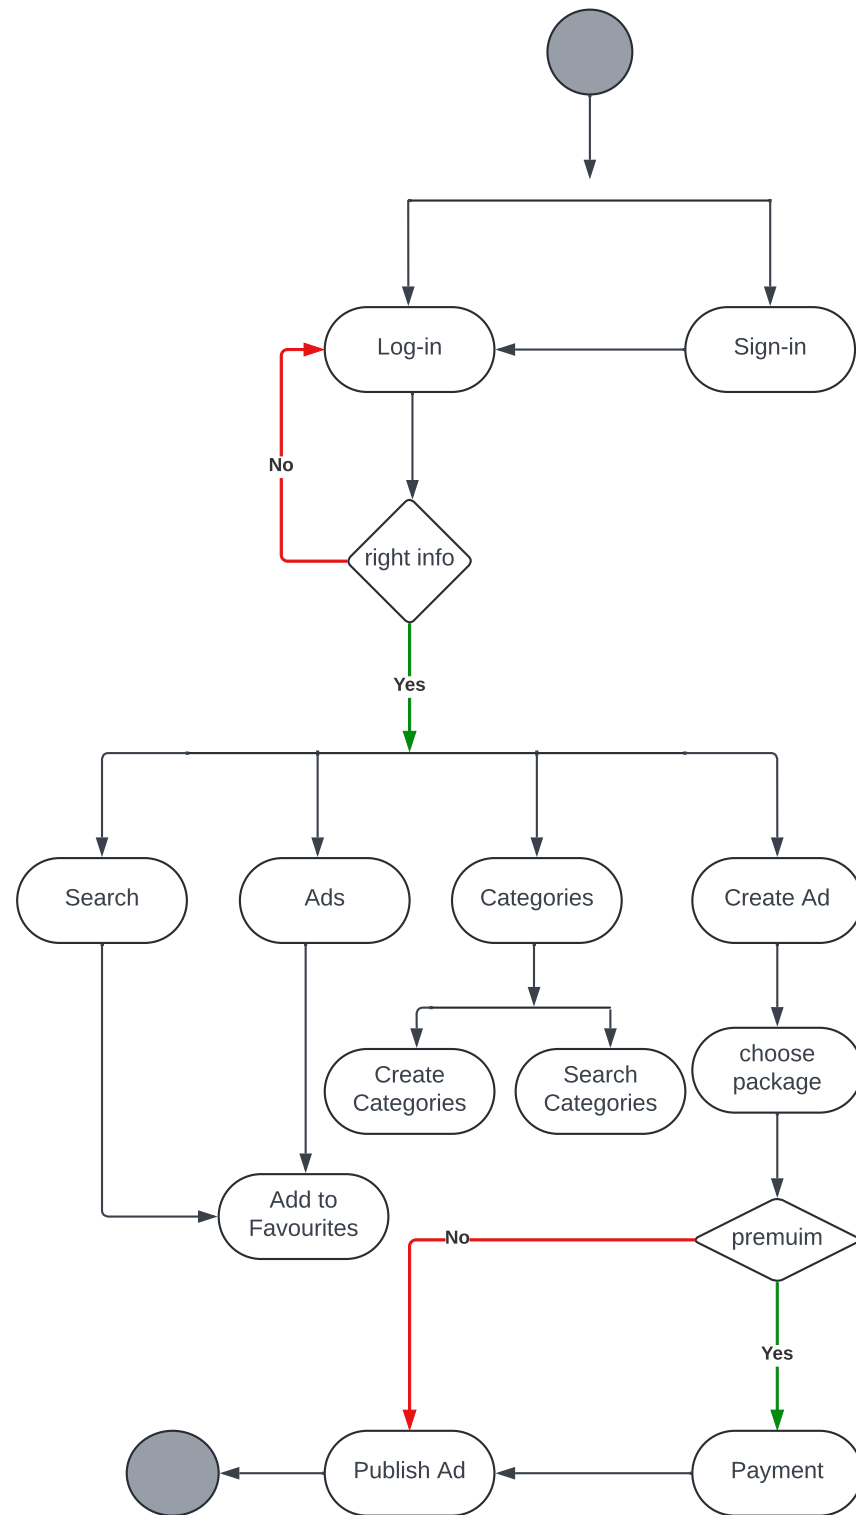 Log-in
Sign-in
No
right info
Yes
Search
Ads
Categories
Create Ad
Create
Categories
Search
Categories
choose
package
Add to
Favourites
No
premuim
Yes
Publish Ad
Payment